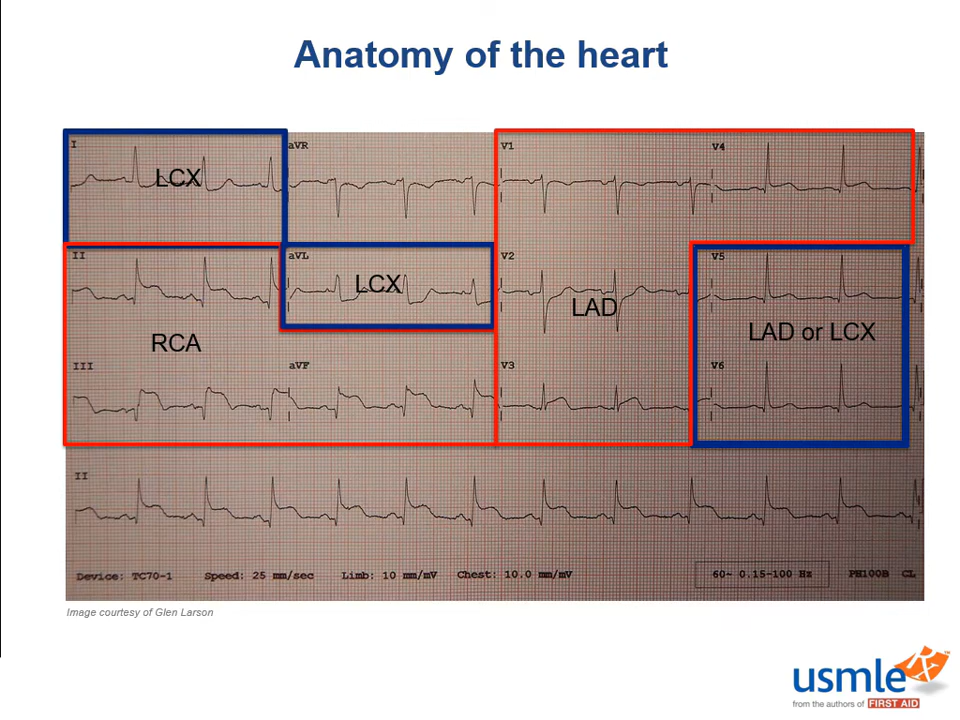 Anatomy of the heart
I aVR V1 V4
LCX
II aVL V2 V5
LCX
LAD
LAD or LCX
RCA
III aVF V3 V6
II
Device: TC70-1 Speed: 25 mm/sec Limb: 10 mm/mV Chest: 10.0 mm/mV 60~ 0.15-100 Hz PH100B CL
Image courtesy of Glen Larson
usmle Rx™
from the authors of FIRST AID